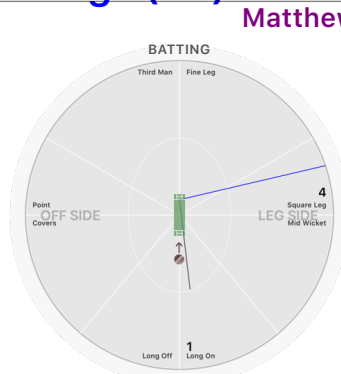 Matthew
BATTING
Third Man
Fine Leg
4
Point
Square Leg
OFF SIDE
LEG SIDE
Covers
Mid Wicket
1
Long Off
Long On